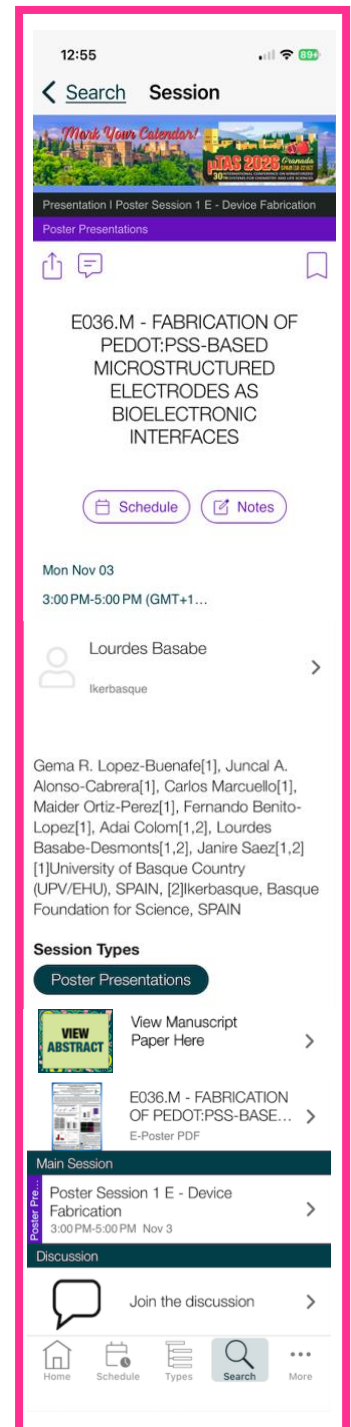 12:55
89
Search Session
Mark Your Calendar!
µTAS 2026 Granada
Presentation | Poster Session 1 E - Device Fabrication
Poster Presentations
E036.M - FABRICATION OF
PEDOT:PSS-BASED
MICROSTRUCTURED
ELECTRODES AS
BIOELECTRONIC
INTERFACES
Schedule Notes
Mon Nov 03
3:00 PM-5:00 PM (GMT+1...
Lourdes Basabe
Ikerbasque
Gema R. Lopez-Buenafe[1], Juncal A.
Alonso-Cabrera[1], Carlos Marcuello[1],
Maider Ortiz-Perez[1], Fernando Benito-
Lopez[1], Adai Colom[1,2], Lourdes
Basabe-Desmonts[1,2], Janire Saez[1,2]
[1]University of Basque Country
(UPV/EHU), SPAIN, [2]Ikerbasque, Basque
Foundation for Science, SPAIN
Session Types
Poster Presentations
VIEW
ABSTRACT
View Manuscript
Paper Here
E036.M - FABRICATION
OF PEDOT:PSS-BASE...
E-Poster PDF
Main Session
Poster Pre...
Poster Session 1 E - Device
Fabrication
3:00 PM-5:00 PM Nov 3
Discussion
Join the discussion
Home Schedule Types Search More